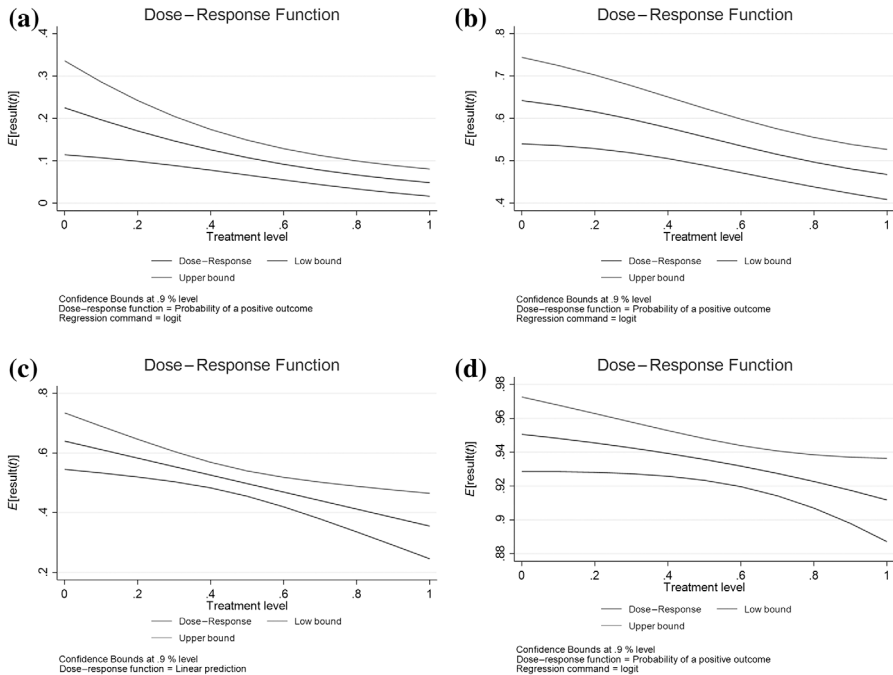 (a)
Dose–Response Function
E[result(t)]
.4
.3
.2
.1
0
0 .2 .4 .6 .8 1
Treatment level
Dose–Response Low bound
Upper bound
Confidence Bounds at .9 % level
Dose–response function = Probability of a positive outcome
Regression command = logit
(b)
Dose–Response Function
E[result(t)]
.8
.7
.6
.5
.4
0 .2 .4 .6 .8 1
Treatment level
Dose–Response Low bound
Upper bound
Confidence Bounds at .9 % level
Dose–response function = Probability of a positive outcome
Regression command = logit
(c)
Dose–Response Function
E[result(t)]
.8
.6
.4
.2
0 .2 .4 .6 .8 1
Treatment level
Dose–Response Low bound
Upper bound
Confidence Bounds at .9 % level
Dose–response function = Linear prediction
(d)
Dose–Response Function
E[result(t)]
.98
.96
.94
.92
.9
.88
0 .2 .4 .6 .8 1
Treatment level
Dose–Response Low bound
Upper bound
Confidence Bounds at .9 % level
Dose–response function = Probability of a positive outcome
Regression command = logit